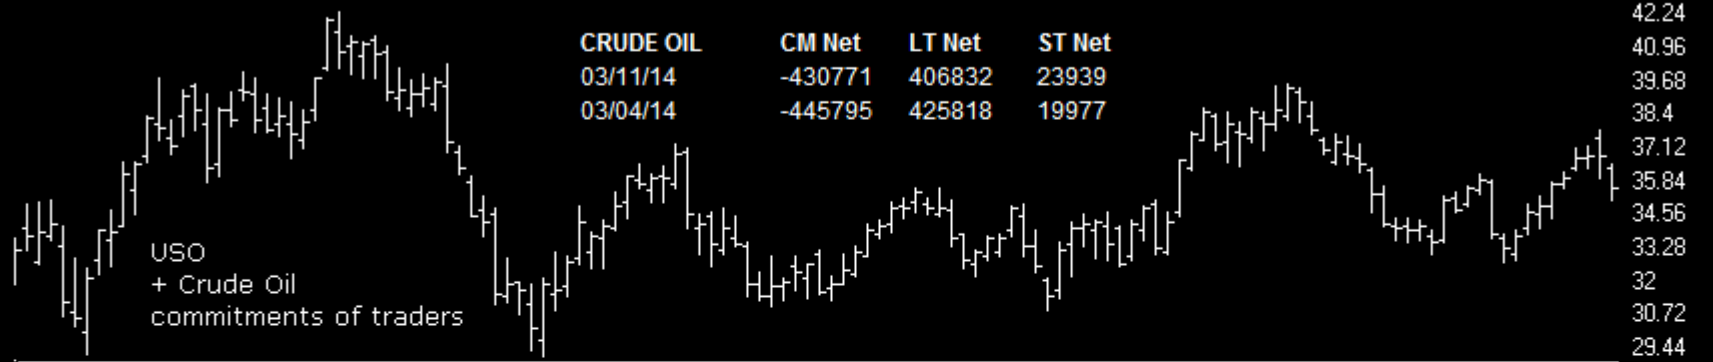 CRUDE OIL CM Net LT Net ST Net
03/11/14 -430771 406832 23939
03/04/14 -445795 425818 19977
USO
+ Crude Oil
commitments of traders
42.24
40.96
39.68
38.4
37.12
35.84
34.56
33.28
32
30.72
29.44